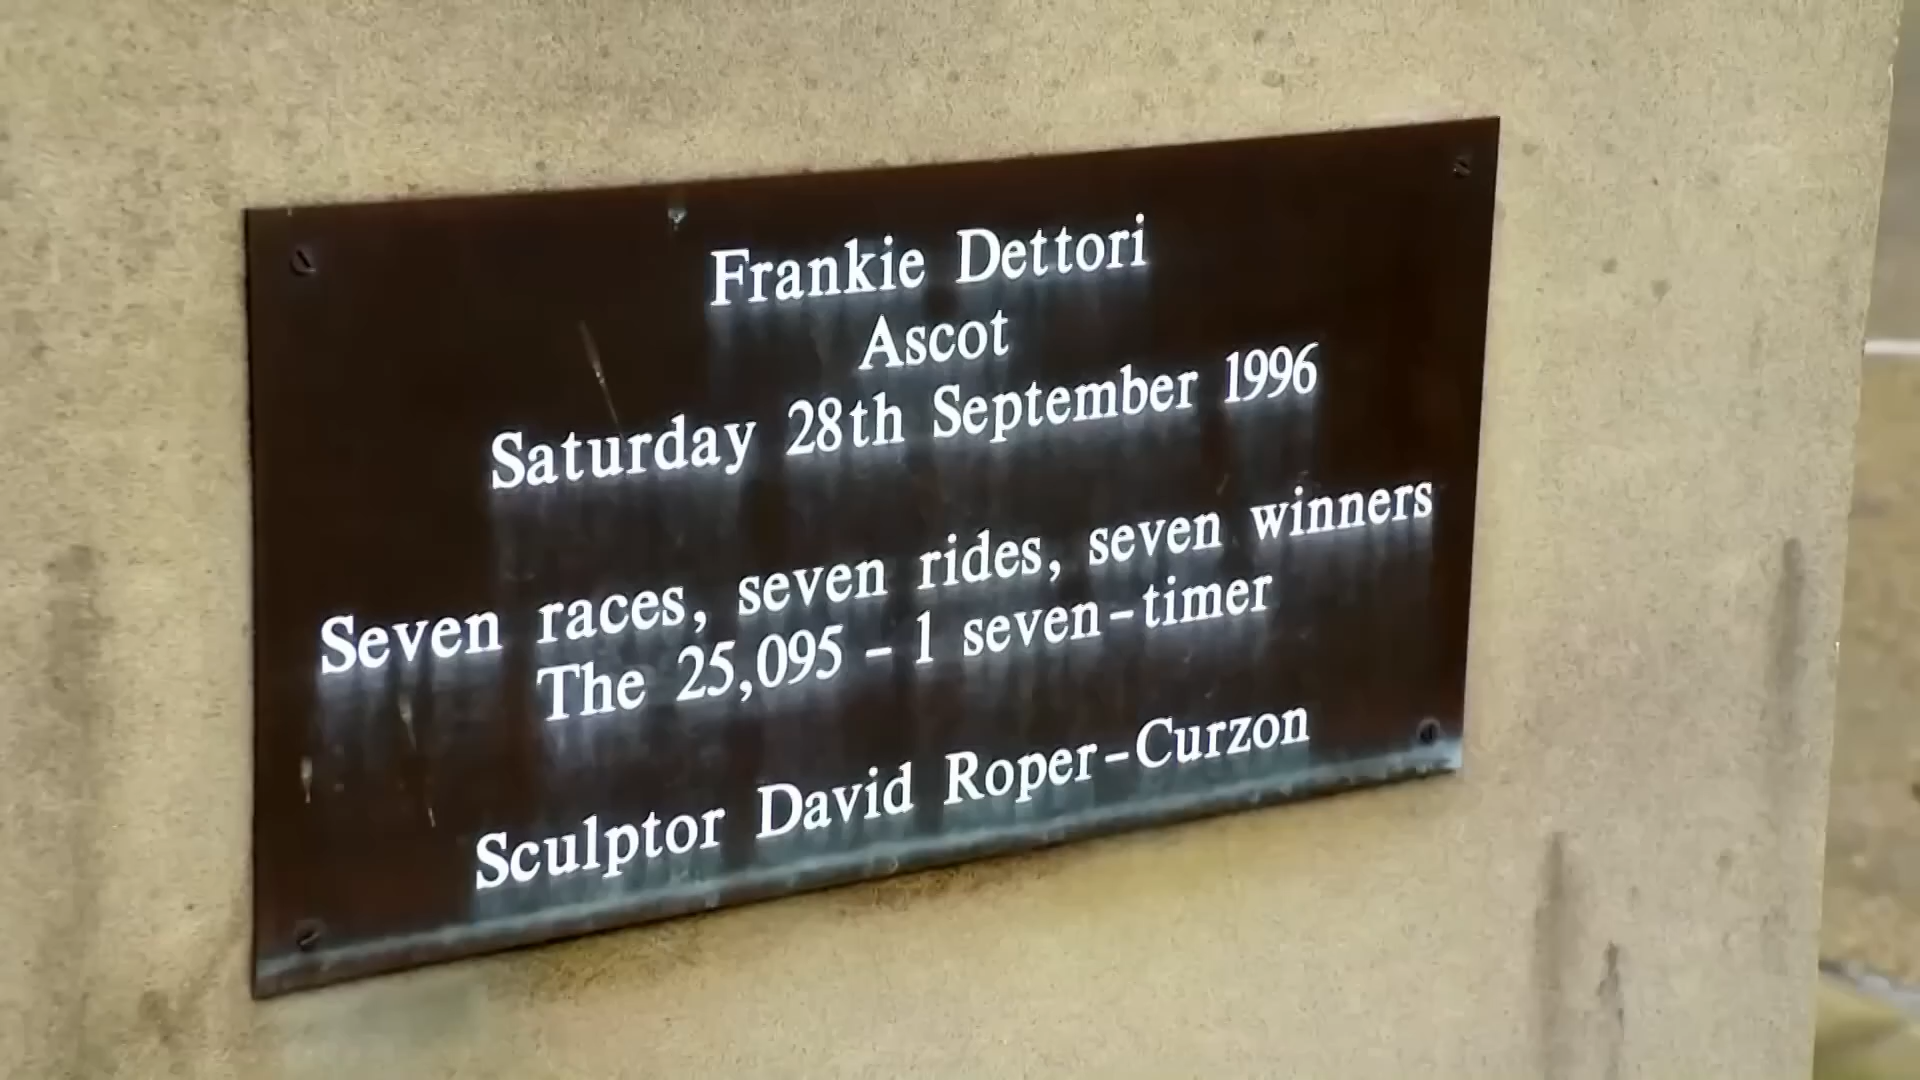 Frankie Dettori
Ascot
Saturday 28th September 1996
Seven races, seven rides, seven winners
The 25,095 - 1 seven-timer
Sculptor David Roper-Curzon